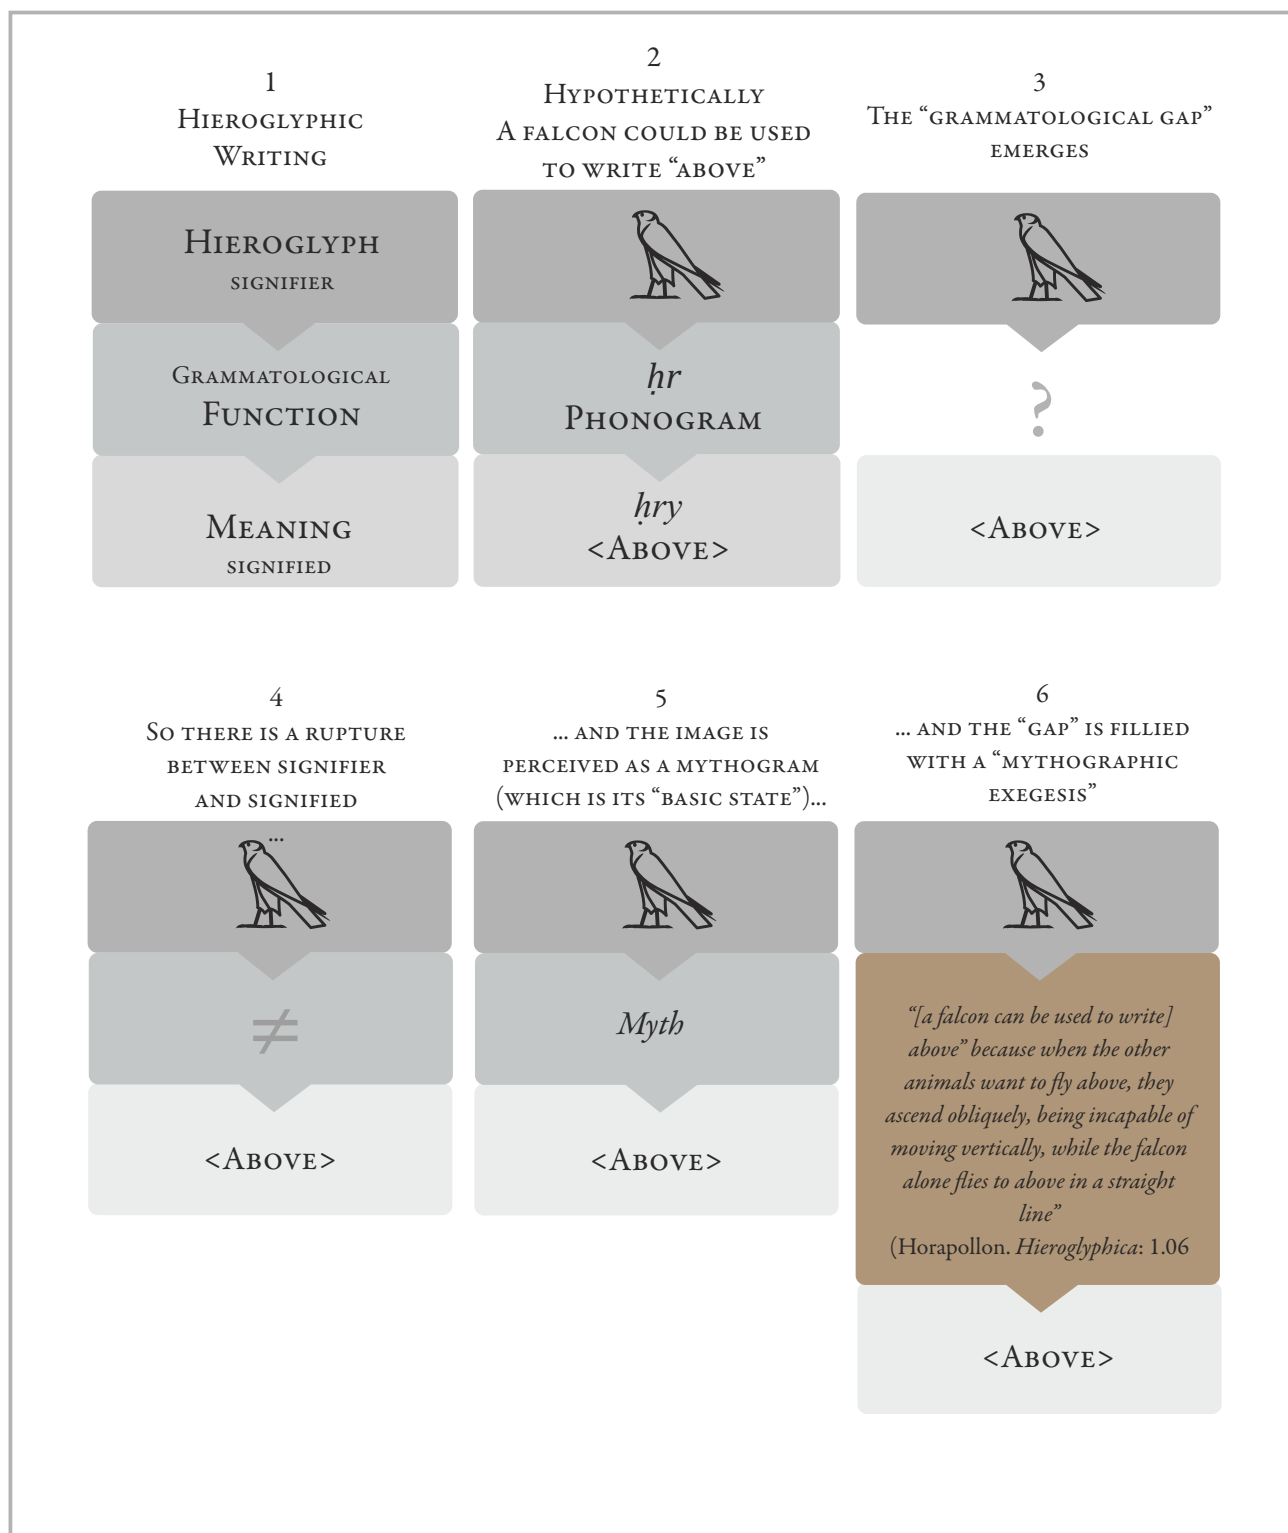 1
Hieroglyphic
Writing
Hieroglyph
signifier
Grammatological
Function
Meaning
signified
2
Hypothetically
A falcon could be used
to write “above”
ḥr
Phonogram
ḥry
<Above>
3
The “grammatological gap”
emerges
?
<Above>
4
So there is a rupture
between signifier
and signified
...
≠
<Above>
5
... and the image is
perceived as a mythogram
(which is its “basic state”)...
Myth
<Above>
6
... and the “gap” is fillied
with a “mythographic
exegesis”
“[a falcon can be used to write]
above” because when the other
animals want to fly above, they
ascend obliquely, being incapable of
moving vertically, while the falcon
alone flies to above in a straight
line”
(Horapollon. Hieroglyphica: 1.06
<Above>